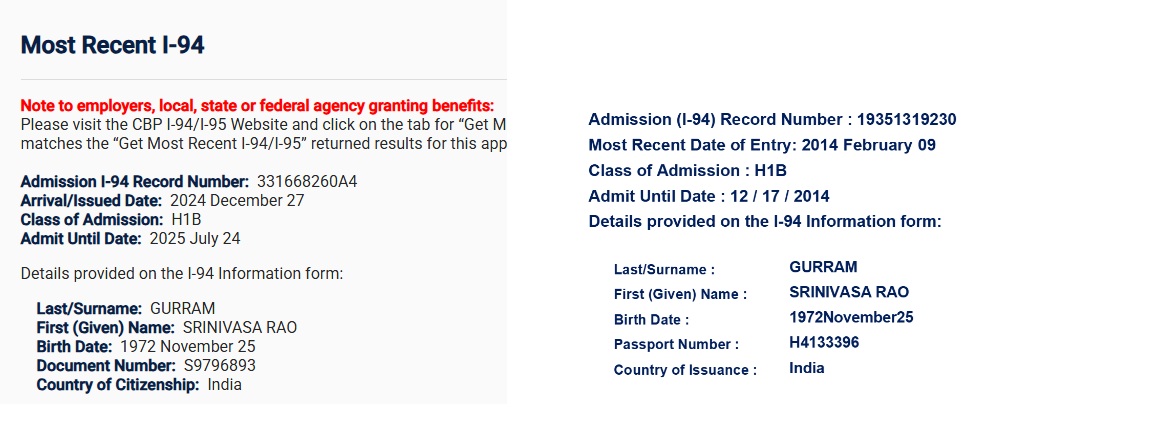 Most Recent I-94
Note to employers, local, state or federal agency granting benefits:
Please visit the CBP I-94/I-95 Website and click on the tab for “Get M
matches the “Get Most Recent I-94/I-95” returned results for this app
Admission I-94 Record Number: 331668260A4
Arrival/Issued Date: 2024 December 27
Class of Admission: H1B
Admit Until Date: 2025 July 24
Details provided on the I-94 Information form:
Last/Surname: GURRAM
First (Given) Name: SRINIVASA RAO
Birth Date: 1972 November 25
Document Number: S9796893
Country of Citizenship: India
Admission (I-94) Record Number : 19351319230
Most Recent Date of Entry: 2014 February 09
Class of Admission : H1B
Admit Until Date : 12 / 17 / 2014
Details provided on the I-94 Information form:
Last/Surname : GURRAM
First (Given) Name : SRINIVASA RAO
Birth Date : 1972November25
Passport Number : H4133396
Country of Issuance : India